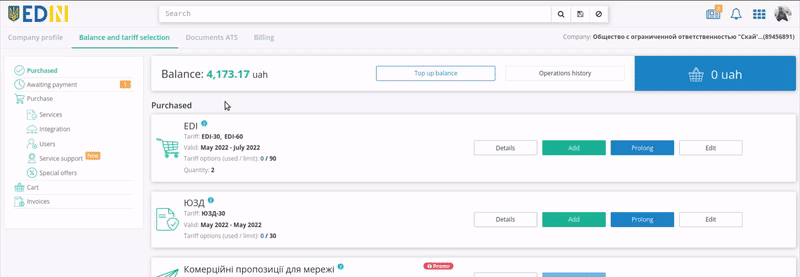 EDIN
Search
3
Company profile
Balance and tariff selection
Documents ATS
Billing
Company: Общество с ограниченной ответственностью "Скай'...(89456891)
Purchased
Awaiting payment
Purchase
Services
Integration
Users
Service support New
Special offers
Cart
Invoices
Balance: 4,173.17 uah
Top up balance
Operations history
0 uah
Purchased
EDI
Tariff: EDI-30, EDI-60
Valid: May 2022 - July 2022
Tariff options (used / limit): 0 / 90
Quantity: 2
Details
Add
Prolong
Edit
ЮЗД
Tariff: ЮЗД-30
Valid: May 2022 - May 2022
Tariff options (used / limit): 0 / 30
Details
Add
Prolong
Edit
Комерційні пропозиції для мережі
Promo